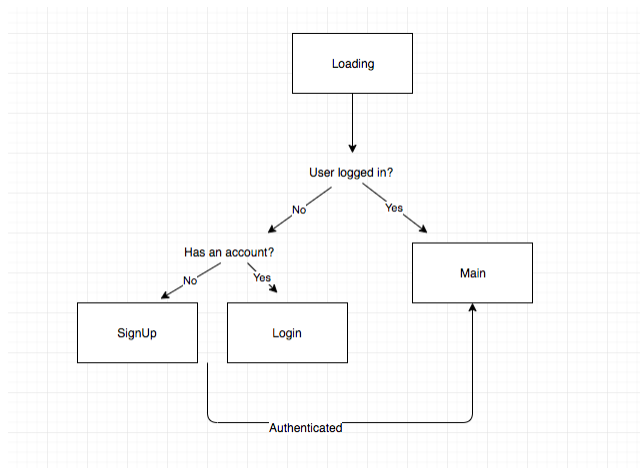 Loading
User logged in?
No
Yes
Has an account?
No
Yes
Main
SignUp
Login
Authenticated